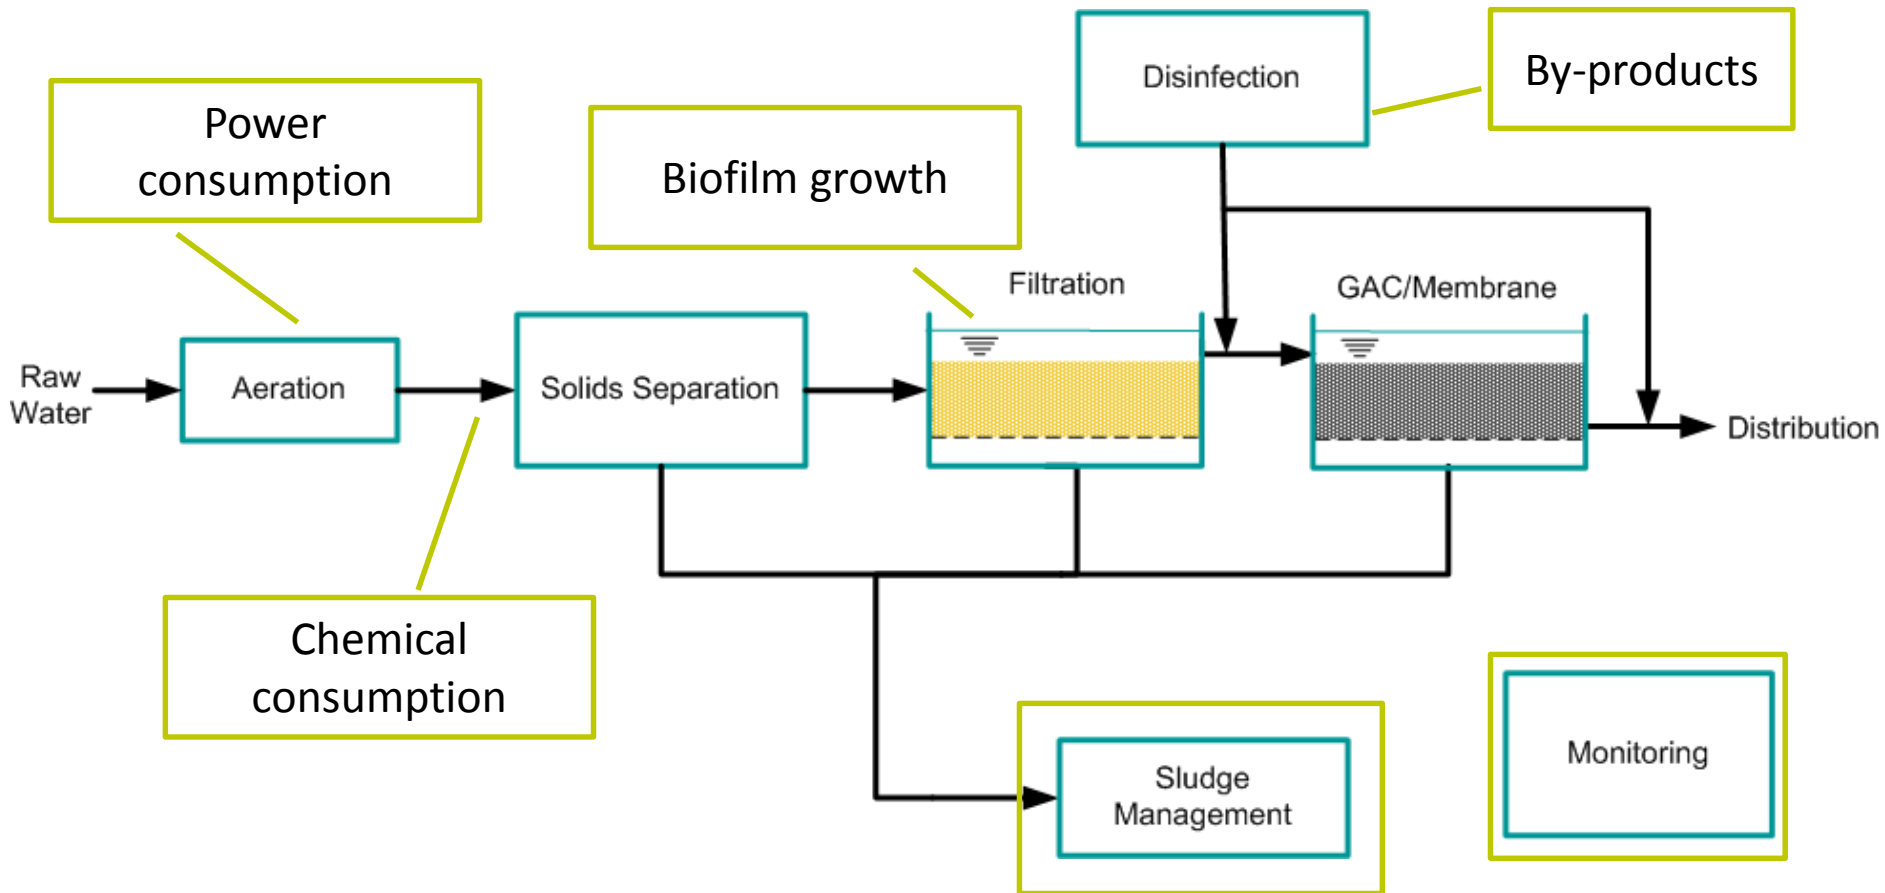 Disinfection
By-products
Power
consumption
Biofilm growth
Filtration
GAC/Membrane
Raw
Water
Aeration
Solids Separation
Distribution
Chemical
consumption
Sludge
Management
Monitoring